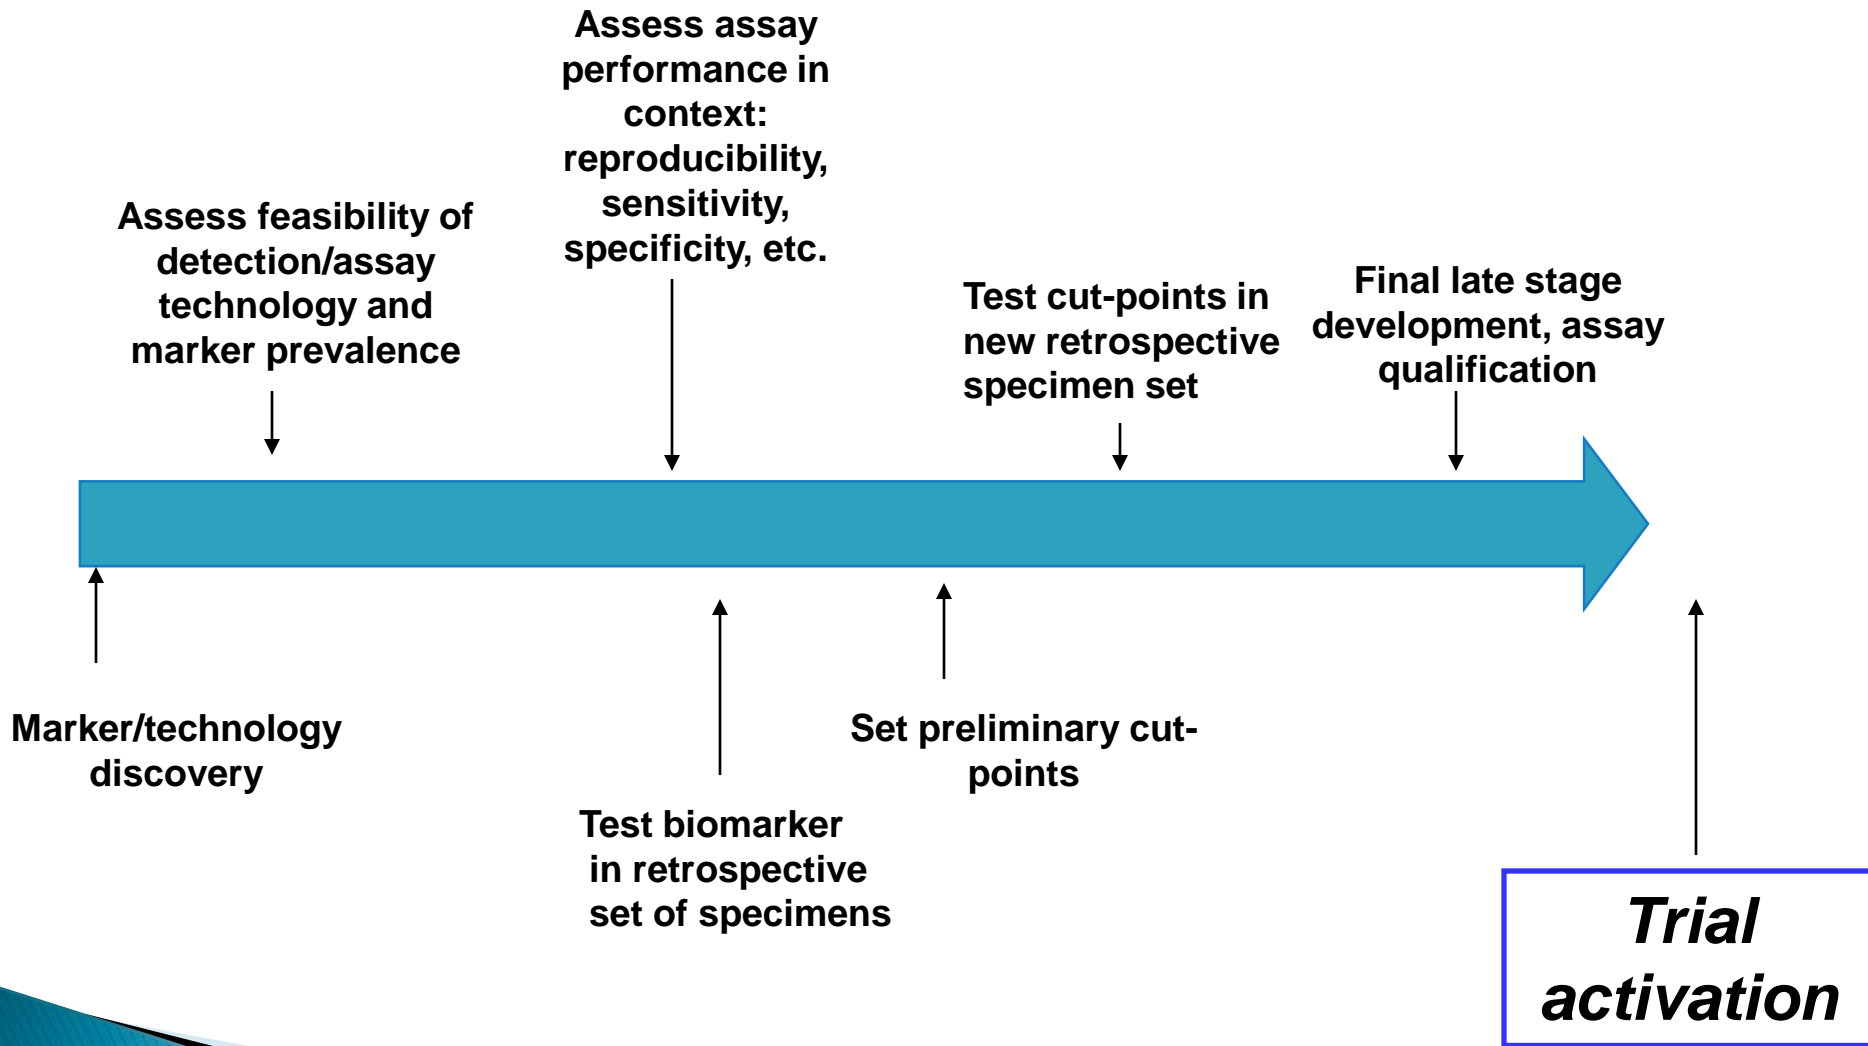 Assess assay
performance in
context:
reproducibility,
sensitivity,
specificity, etc.
Assess feasibility of
detection/assay
technology and
marker prevalence
Test cut-points in
new retrospective
specimen set
Final late stage
development, assay
qualification
Marker/technology
discovery
Test biomarker
in retrospective
set of specimens
Set preliminary cut-
points
Trial
activation